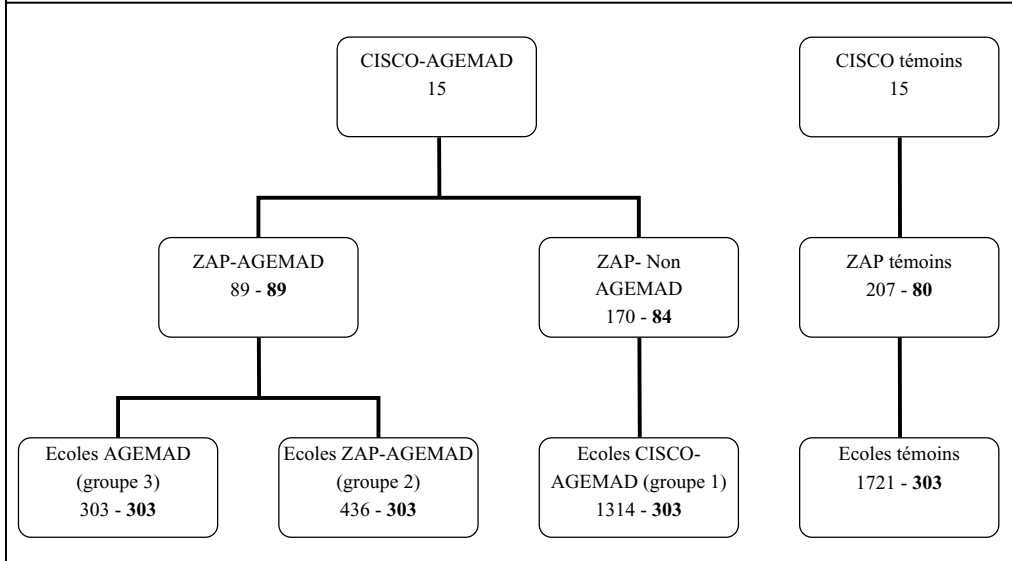 CISCO-AGEMAD
15
CISCO témoins
15
ZAP-AGEMAD
89 - 89
ZAP- Non
AGEMAD
170 - 84
ZAP témoins
207 - 80
Ecoles AGEMAD
(groupe 3)
303 - 303
Ecoles ZAP-AGEMAD
(groupe 2)
436 - 303
Ecoles CISCO-
AGEMAD (groupe 1)
1314 - 303
Ecoles témoins
1721 - 303